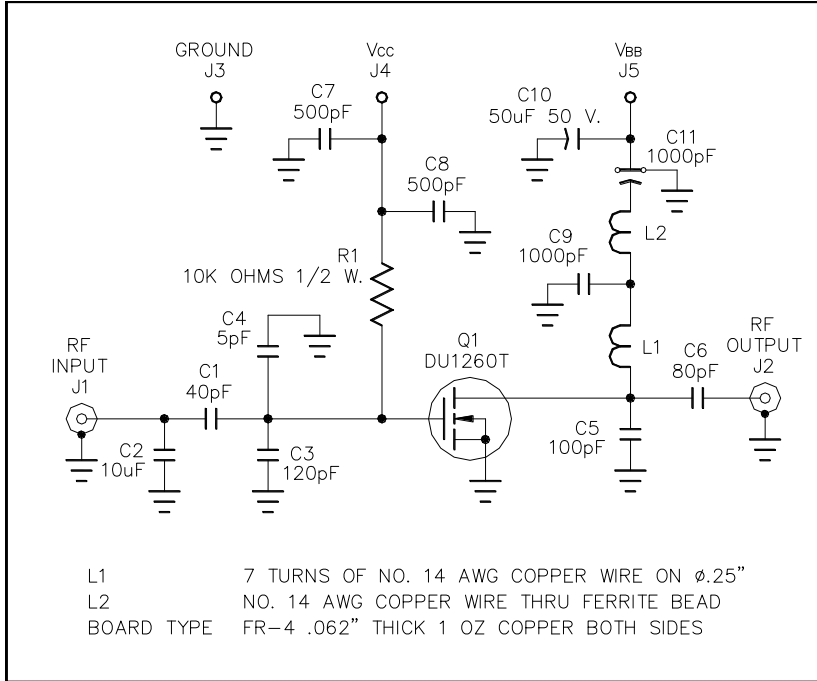 GROUND
J3
Vcc
J4
VBB
J5
C7
500pF
C10
50uF 50 V.
C11
1000pF
C8
500pF
L2
C9
1000pF
R1
10K OHMS 1/2 W.
C4
5pF
Q1
DU1260T
L1
RF
INPUT
J1
C1
40pF
C6
80pF
RF
OUTPUT
J2
C2
10uF
C3
120pF
C5
100pF
L1 7 TURNS OF NO. 14 AWG COPPER WIRE ON ø.25"
L2 NO. 14 AWG COPPER WIRE THRU FERRITE BEAD
BOARD TYPE FR-4 .062" THICK 1 OZ COPPER BOTH SIDES